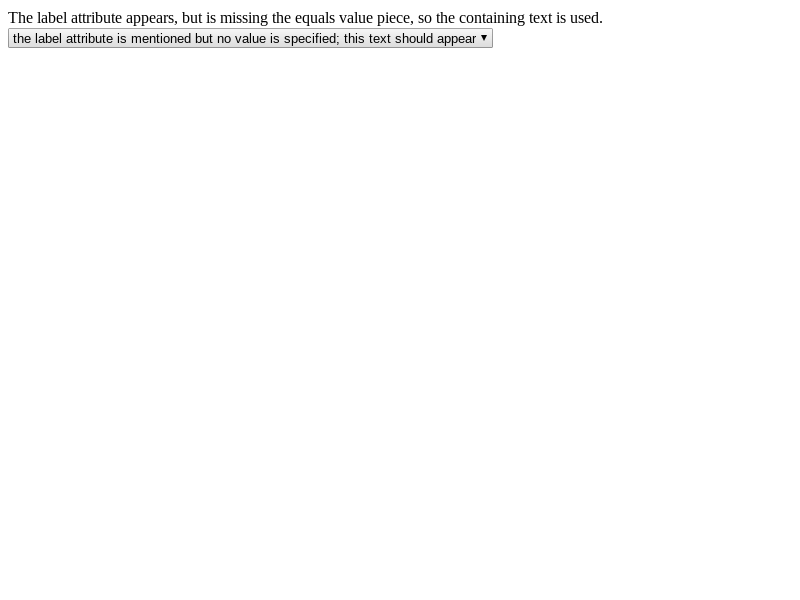 The label attribute appears, but is missing the equals value piece, so the containing text is used.
the label attribute is mentioned but no value is specified; this text should appear